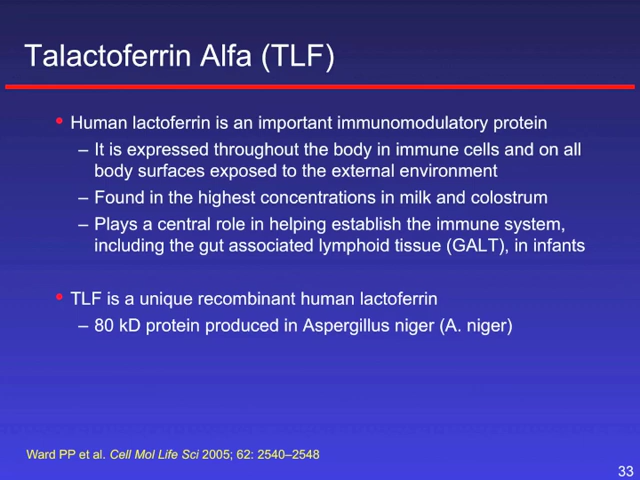 Talactoferrin Alfa (TLF)
• Human lactoferrin is an important immunomodulatory protein
– It is expressed throughout the body in immune cells and on all
body surfaces exposed to the external environment
– Found in the highest concentrations in milk and colostrum
– Plays a central role in helping establish the immune system,
including the gut associated lymphoid tissue (GALT), in infants
• TLF is a unique recombinant human lactoferrin
– 80 kD protein produced in Aspergillus niger (A. niger)
Ward PP et al. Cell Mol Life Sci 2005; 62: 2540–2548
33